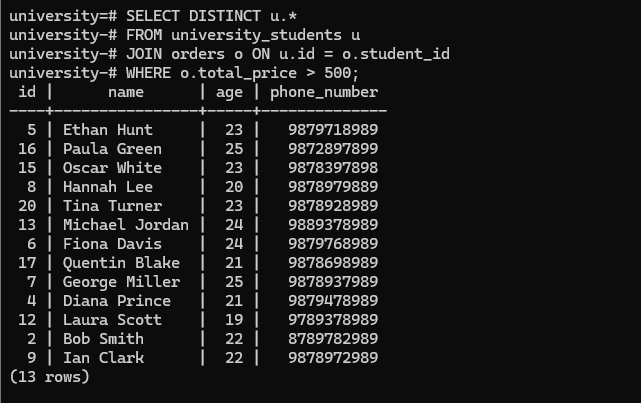 university=# SELECT DISTINCT u.*
university-# FROM university_students u
university-# JOIN orders o ON u.id = o.student_id
university-# WHERE o.total_price > 500;
 id |      name      | age | phone_number
----+----------------+-----+--------------
  5 | Ethan Hunt     |  23 |   9879718989
 16 | Paula Green    |  25 |   9872897899
 15 | Oscar White    |  23 |   9878397898
  8 | Hannah Lee     |  20 |   9878979889
 20 | Tina Turner    |  23 |   9878928989
 13 | Michael Jordan |  24 |   9889378989
  6 | Fiona Davis    |  24 |   9879768989
 17 | Quentin Blake  |  21 |   9878698989
  7 | George Miller  |  25 |   9878937989
  4 | Diana Prince   |  21 |   9879478989
 12 | Laura Scott    |  19 |   9789378989
  2 | Bob Smith      |  22 |   8789782989
  9 | Ian Clark      |  22 |   9878972989
(13 rows)